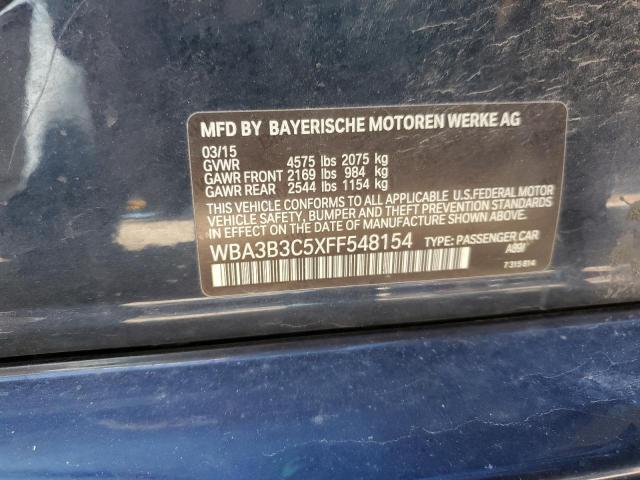 MFD BY BAYERISCHE MOTOREN WERKE AG
03/15
GVWR 4575 lbs 2075 kg
GAWR FRONT 2169 lbs 984 kg
GAWR REAR 2544 lbs 1154 kg
THIS VEHICLE CONFORMS TO ALL APPLICABLE U.S.FEDERAL MOTOR
VEHICLE SAFETY, BUMPER, AND THEFT PREVENTION STANDARDS
IN EFFECT ON THE DATE OF MANUFACTURE SHOWN ABOVE.
WBA3B3C5XFF548154 TYPE: PASSENGER CAR
A89/
7315814